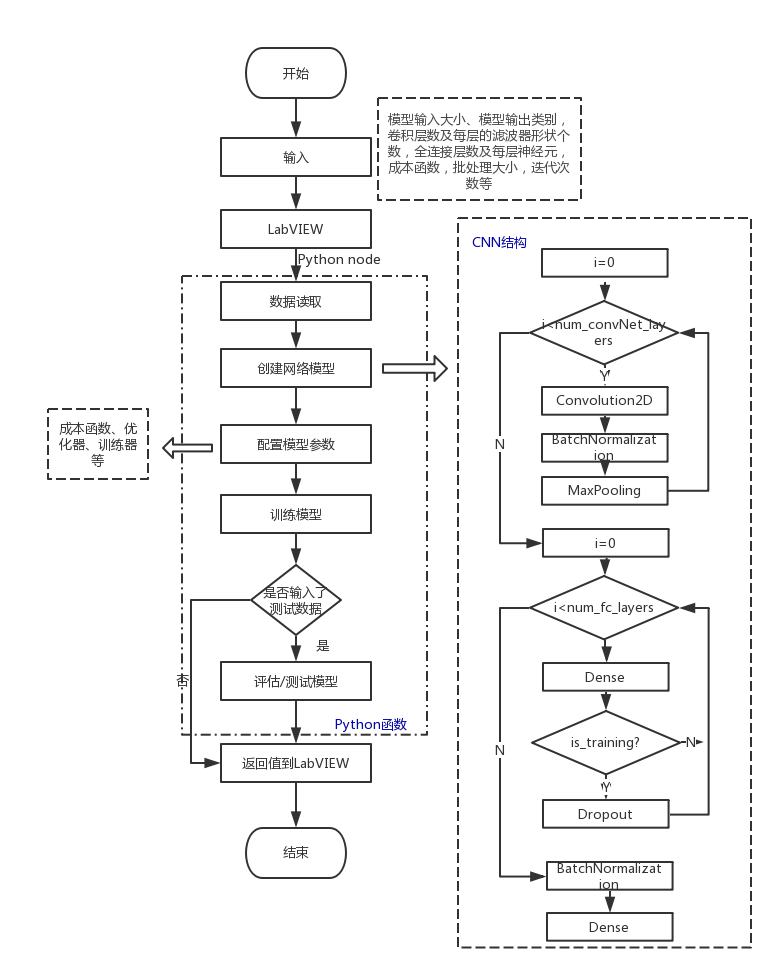 开始
输入
模型输入大小、模型输出类别，
卷积层数及每层的滤波器形状个
数，全连接层数及每层神经元，
成本函数，批处理大小，迭代次
数等
LabVIEW
Python node
数据读取
创建网络模型
成本函数、优
化器、训练器
等
配置模型参数
训练模型
是否输入了
测试数据
是
否
评估/测试模型
Python函数
返回值到LabVIEW
结束
CNN结构
i=0
i<num_convNet_lay
ers
Y
N
Convolution2D
BatchNormalizat
ion
MaxPooling
i=0
i<num_fc_layers
Dense
N
is_training?
N
Y
Dropout
BatchNormalizat
ion
Dense